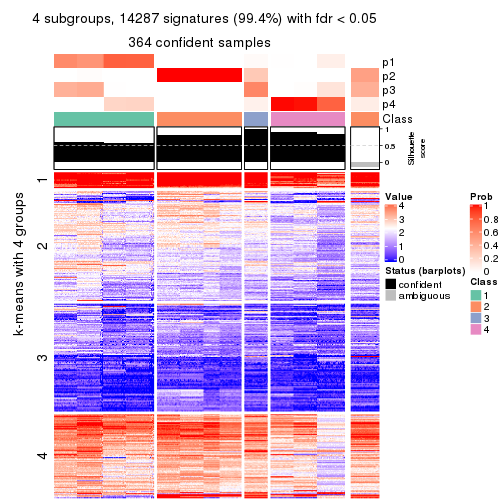 4 subgroups, 14287 signatures (99.4%) with fdr < 0.05
364 confident samples
p1
p2
p3
p4
Class
1
0.5
0
Silhouette
score
k-means with 4 groups
1
2
3
4
Value
4
3
2
1
0
Status (barplots)
confident
ambiguous
Prob
1
0.8
0.6
0.4
0.2
0
Class
1
2
3
4